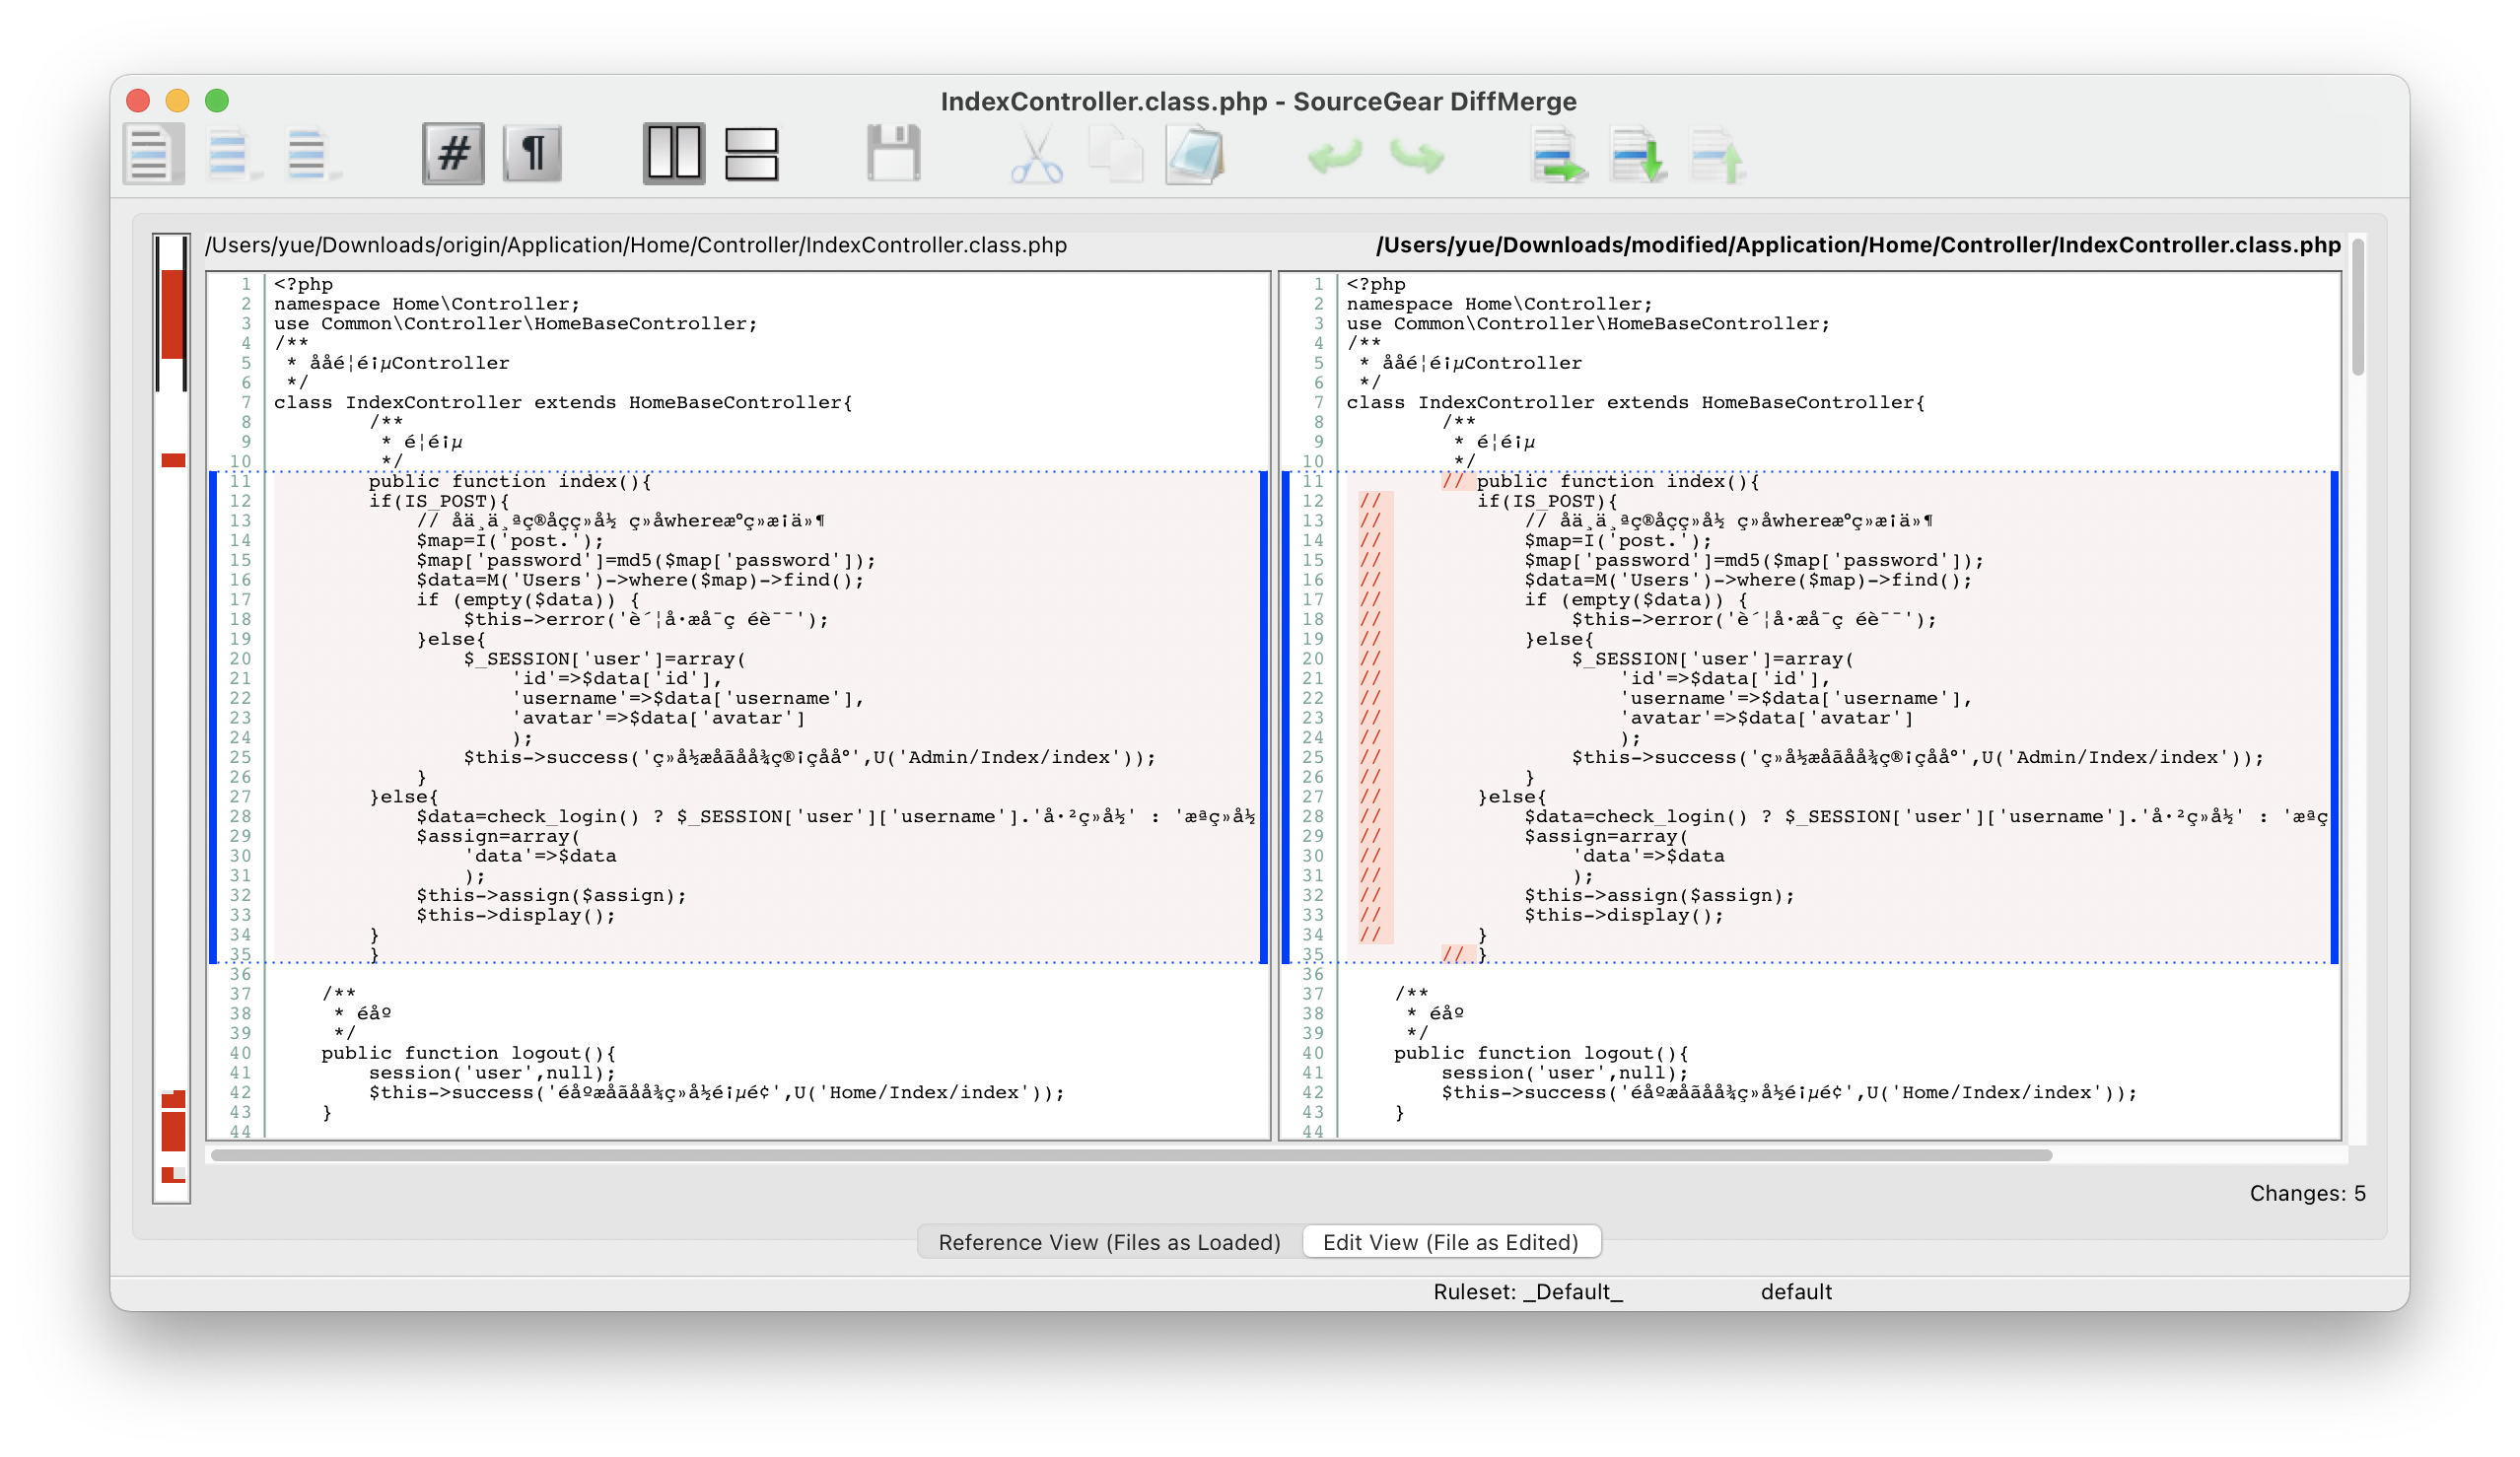 IndexController.class.php - SourceGear DiffMerge
# ¶
/Users/yue/Downloads/origin/Application/Home/Controller/IndexController.class.php
1 <?php
2 namespace Home\Controller;
3 use Common\Controller\HomeBaseController;
4 /**
5  * ååé¦é¡µController
6  */
7 class IndexController extends HomeBaseController{
8         /**
9          * é¦é¡µ
10          */
11         public function index(){
12         if(IS_POST){
13             // åä¸ä¸ªç®åçç»å½ ç»åwhereæ°ç»æ¡ä»¶
14             $map=I('post.');
15             $map['password']=md5($map['password']);
16             $data=M('Users')->where($map)->find();
17             if (empty($data)) {
18                 $this->error('è´¦å·æå¯ç éè¯¯');
19             }else{
20                 $_SESSION['user']=array(
21                     'id'=>$data['id'],
22                     'username'=>$data['username'],
23                     'avatar'=>$data['avatar']
24                     );
25                 $this->success('ç»å½æåãåå¾ç®¡çåå°',U('Admin/Index/index'));
26             }
27         }else{
28             $data=check_login() ? $_SESSION['user']['username'].'å·²ç»å½' : 'æªç»å½
29             $assign=array(
30                 'data'=>$data
31                 );
32             $this->assign($assign);
33             $this->display();
34         }
35         }
36
37     /**
38      * éåº
39      */
40     public function logout(){
41         session('user',null);
42         $this->success('éåºæåãåå¾ç»å½é¡µé¢',U('Home/Index/index'));
43     }
44
/Users/yue/Downloads/modified/Application/Home/Controller/IndexController.class.php
1 <?php
2 namespace Home\Controller;
3 use Common\Controller\HomeBaseController;
4 /**
5  * ååé¦é¡µController
6  */
7 class IndexController extends HomeBaseController{
8         /**
9          * é¦é¡µ
10          */
11         // public function index(){
12  //        if(IS_POST){
13  //            // åä¸ä¸ªç®åçç»å½ ç»åwhereæ°ç»æ¡ä»¶
14  //            $map=I('post.');
15  //            $map['password']=md5($map['password']);
16  //            $data=M('Users')->where($map)->find();
17  //            if (empty($data)) {
18  //                $this->error('è´¦å·æå¯ç éè¯¯');
19  //            }else{
20  //                $_SESSION['user']=array(
21  //                    'id'=>$data['id'],
22  //                    'username'=>$data['username'],
23  //                    'avatar'=>$data['avatar']
24  //                    );
25  //                $this->success('ç»å½æåãåå¾ç®¡çåå°',U('Admin/Index/index'));
26  //            }
27  //        }else{
28  //            $data=check_login() ? $_SESSION['user']['username'].'å·²ç»å½' : 'æªç
29  //            $assign=array(
30  //                'data'=>$data
31  //                );
32  //            $this->assign($assign);
33  //            $this->display();
34  //        }
35         // }
36
37     /**
38      * éåº
39      */
40     public function logout(){
41         session('user',null);
42         $this->success('éåºæåãåå¾ç»å½é¡µé¢',U('Home/Index/index'));
43     }
44
Changes: 5
Reference View (Files as Loaded) Edit View (File as Edited)
Ruleset: _Default_ default